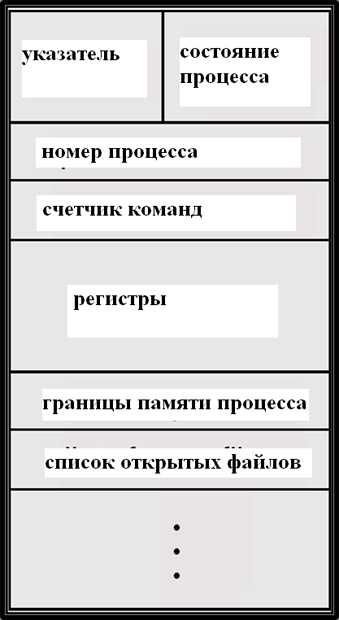 указатель
состояние
процесса
номер процесса
счетчик команд
регистры
границы памяти процесса
список открытых файлов